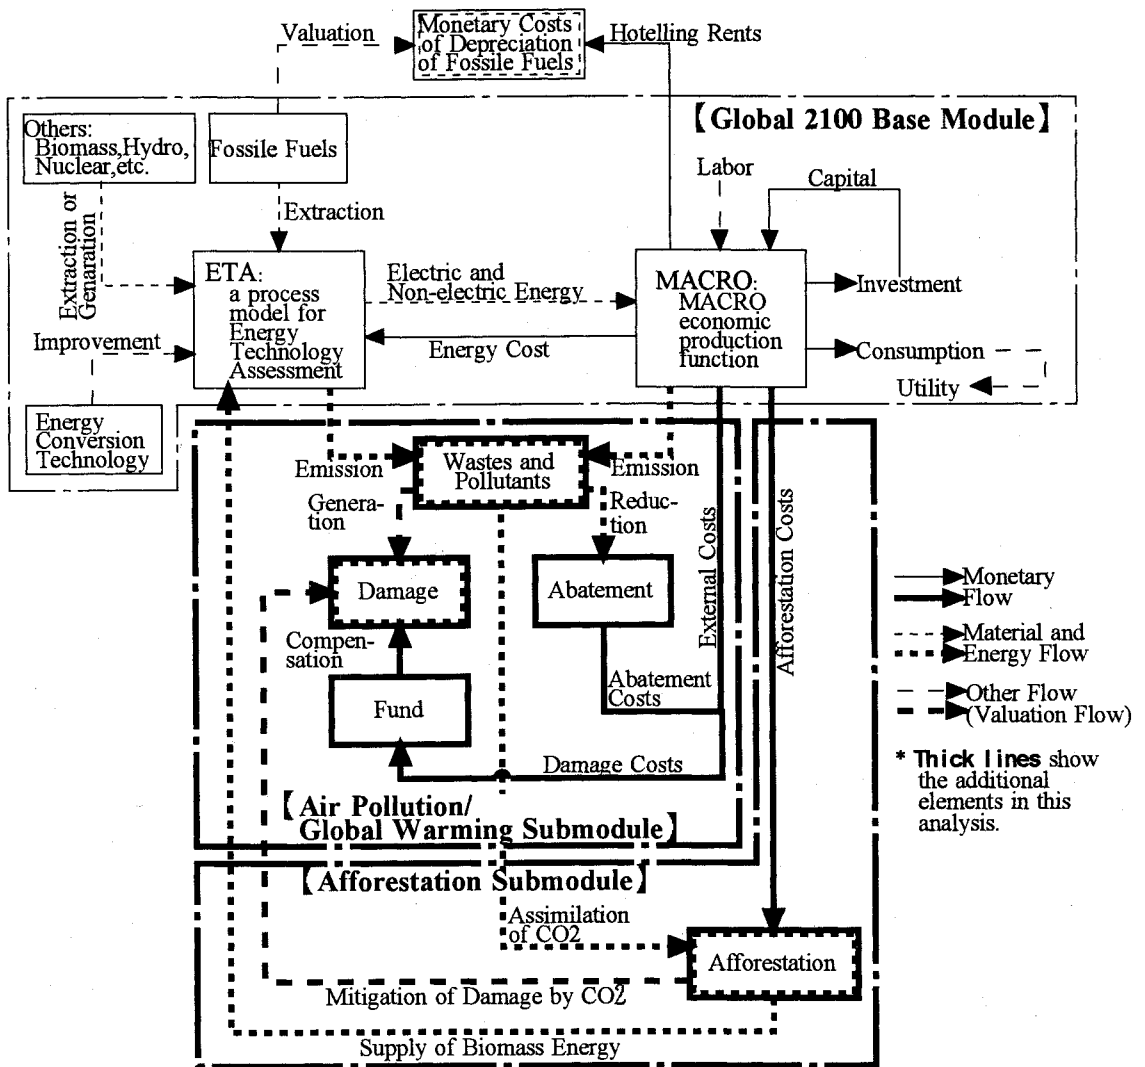 Valuation
Monetary Costs
of Depreciation
of Fossile Fuels
Hotelling Rents
【Global 2100 Base Module】
Others:
Biomass,Hydro,
Nuclear,etc.
Fossile Fuels
Labor
Capital
Extraction or
Genaration
Extraction
ETA:
a process
model for
Energy
Technology
Assessment
Electric and
Non-electric Energy
Energy Cost
MACRO:
MACRO
economic
production
function
Investment
Consumption
Utility
Improvement
Energy
Conversion
Technology
Emission
Wastes and
Pollutants
Emission
Genera-
tion
Reduc-
tion
External Costs
Afforestation Costs
Damage
Abatement
Compen-
sation
Fund
Abatement
Costs
Damage Costs
【Air Pollution/
Global Warming Submodule】
【Afforestation Submodule】
Assimilation
of CO2
Afforestation
Mitigation of Damage by CO2
Supply of Biomass Energy
Monetary
Flow
Material and
Energy Flow
Other Flow
(Valuation Flow)
* Thick lines show
the additional
elements in this
analysis.